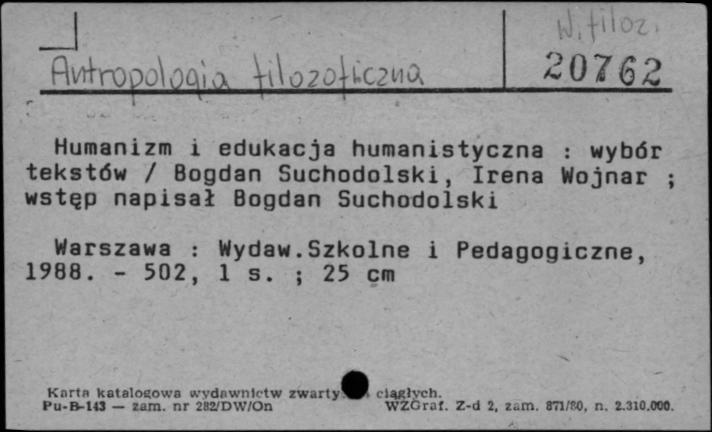 W. filoz.
Antropologia filozoficzna 20762
Humanizm i edukacja humanistyczna : wybór
tekstów / Bogdan Suchodolski, Irena Wojnar ;
wstęp napisał Bogdan Suchodolski
Warszawa : Wydaw.Szkolne i Pedagogiczne,
1988. - 502, 1 s. ; 25 cm
Karta katalogowa wydawnictw zwarty ciągłych.
Pu-B-143 — zam. nr 282/DW/On WZGraf. Z-d 2, zam. 871/80, n. 2.310.000.